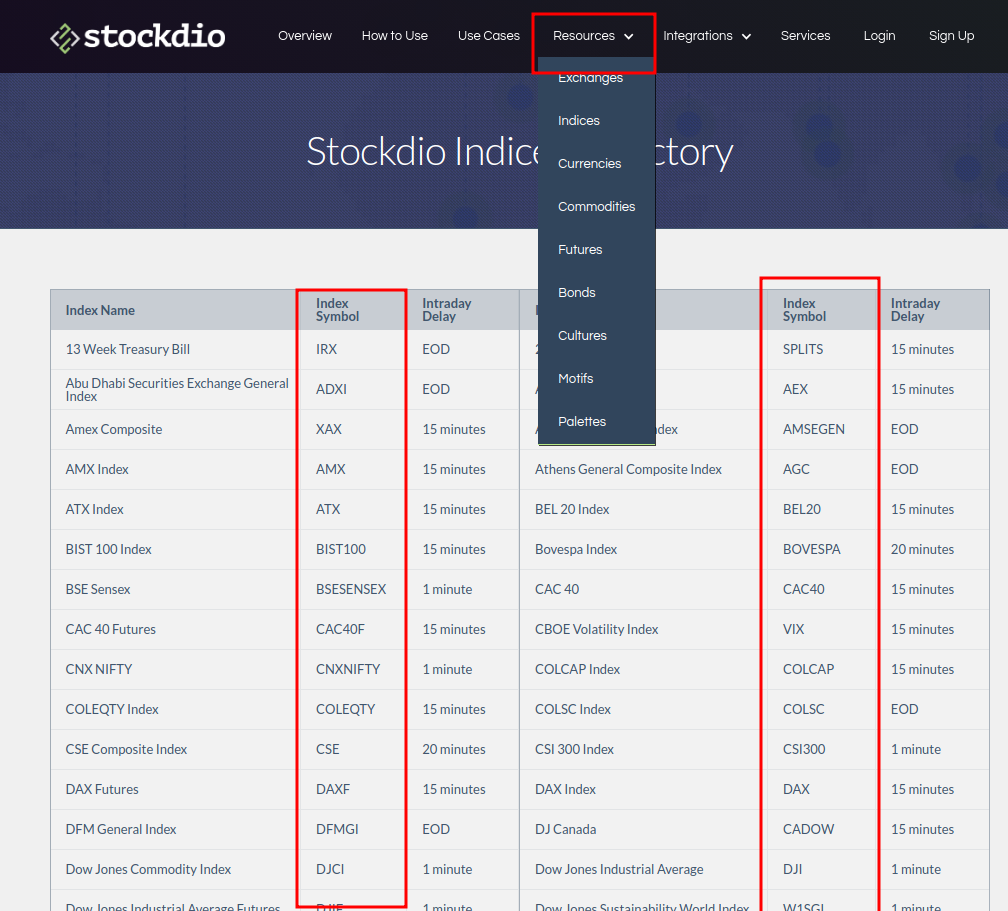 stockdio
Overview How to Use Use Cases Resources Integrations Services Login Sign Up
Exchanges
Indices
Currencies
Commodities
Futures
Bonds
Cultures
Motifs
Palettes
Stockdio
Index Name Index Symbol Intraday Delay Index Symbol Intraday Delay
13 Week Treasury Bill IRX EOD SPLITS 15 minutes
Abu Dhabi Securities Exchange General Index ADXI EOD AEX 15 minutes
Amex Composite XAX 15 minutes AMSEGEN EOD
AMX Index AMX 15 minutes Athens General Composite Index AGC EOD
ATX Index ATX 15 minutes BEL 20 Index BEL20 15 minutes
BIST 100 Index BIST100 15 minutes Bovespa Index BOVESPA 20 minutes
BSE Sensex BSESENSEX 1 minute CAC 40 CAC40 15 minutes
CAC 40 Futures CAC40F 15 minutes CBOE Volatility Index VIX 15 minutes
CNX NIFTY CNXNIFTY 1 minute COLCAP Index COLCAP 15 minutes
COLEQTY Index COLEQTY 15 minutes COLSC Index COLSC EOD
CSE Composite Index CSE 20 minutes CSI 300 Index CSI300 1 minute
DAX Futures DAXF 15 minutes DAX Index DAX 15 minutes
DFM General Index DFMGI EOD DJ Canada CADOW 15 minutes
Dow Jones Commodity Index DJCI 1 minute Dow Jones Industrial Average DJI 1 minute
Dow Jones Industrial Average Futures 1 minute Dow Jones Sustainability World Index W1SGI 1 minute